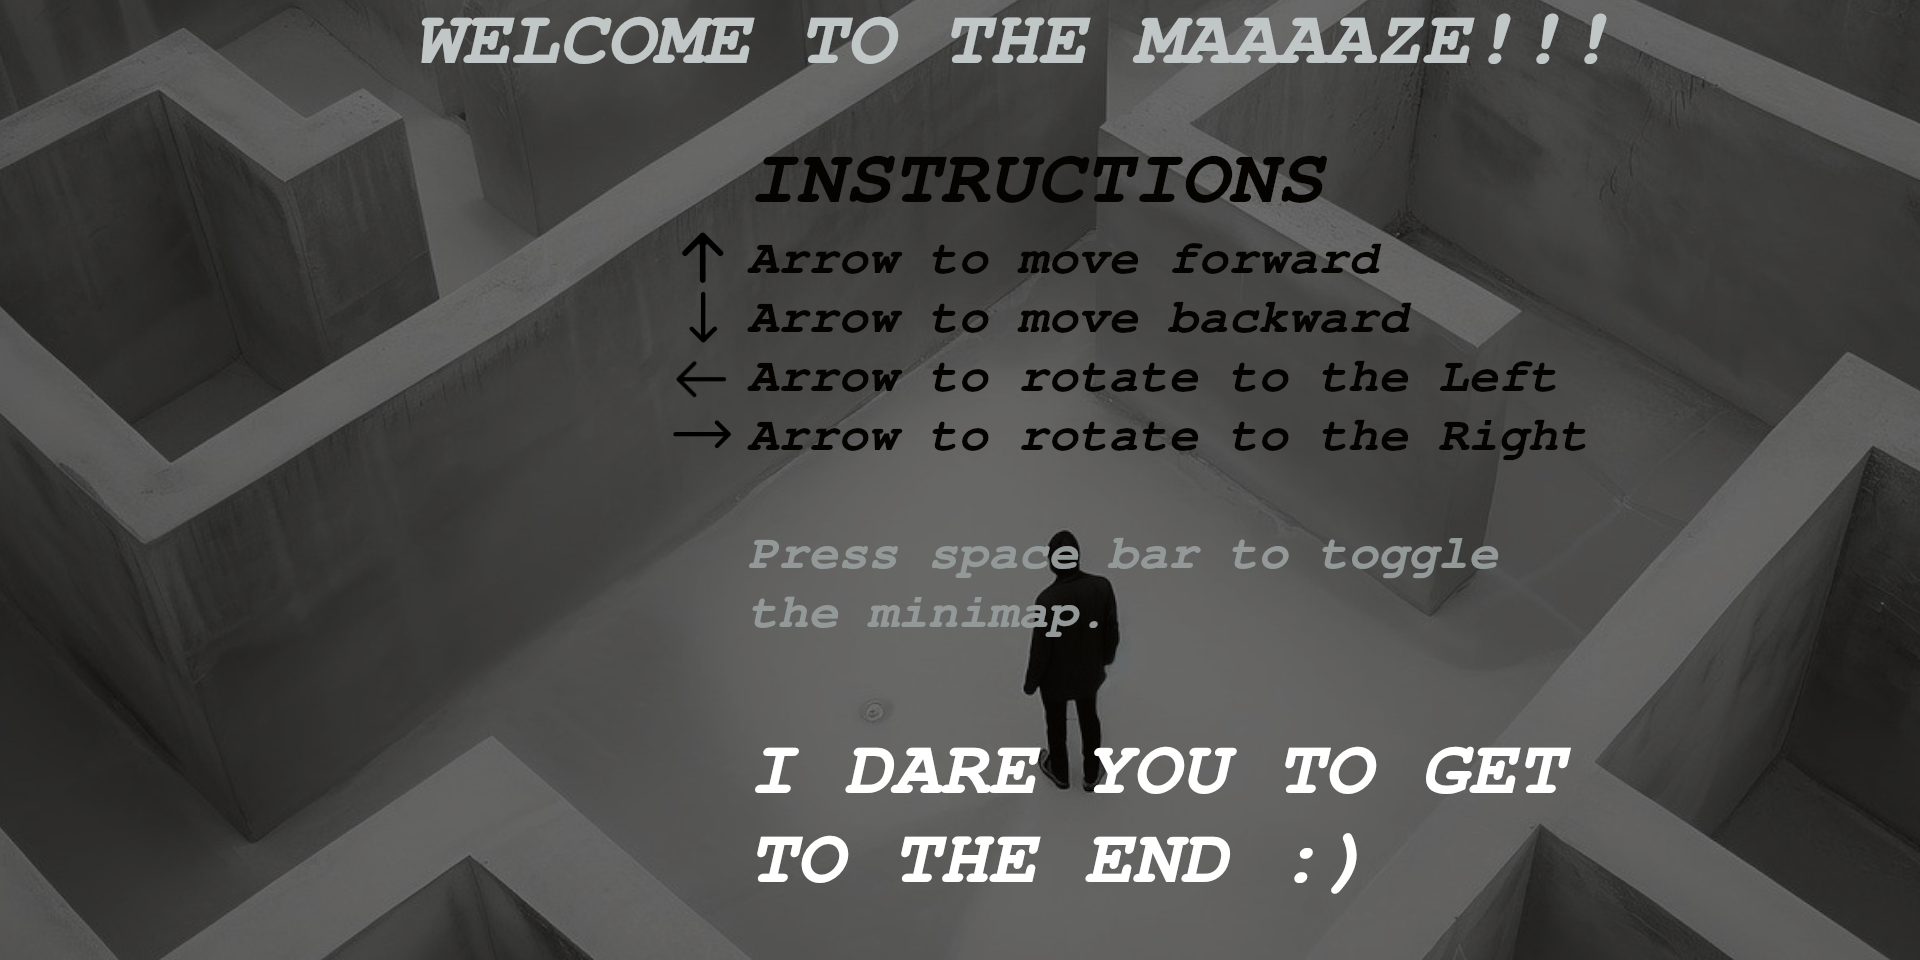 WELCOME TO THE MAAAAZE!!!
INSTRUCTIONS
↑ Arrow to move forward
↓ Arrow to move backward
← Arrow to rotate to the Left
→ Arrow to rotate to the Right
Press space bar to toggle
the minimap.
I DARE YOU TO GET
TO THE END :)